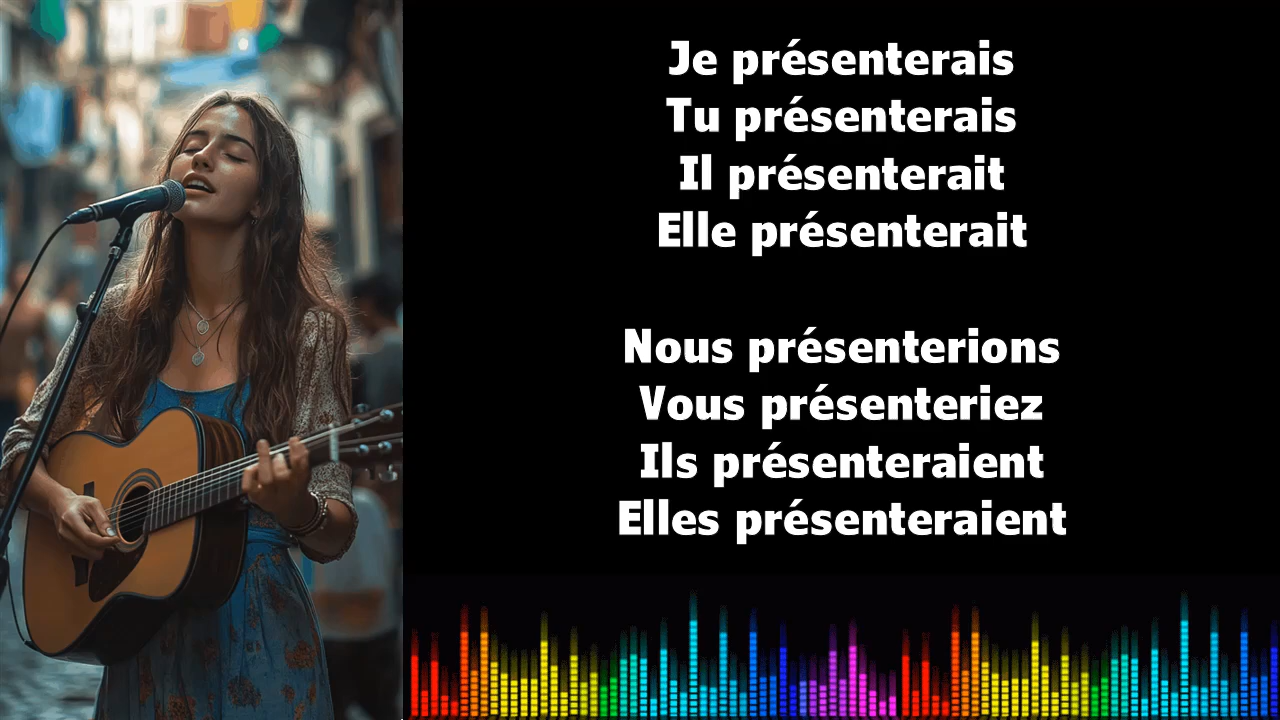 Je présenterais
Tu présenterais
Il présenterait
Elle présenterait
Nous présenterions
Vous présenteriez
Ils présenteraient
Elles présenteraient